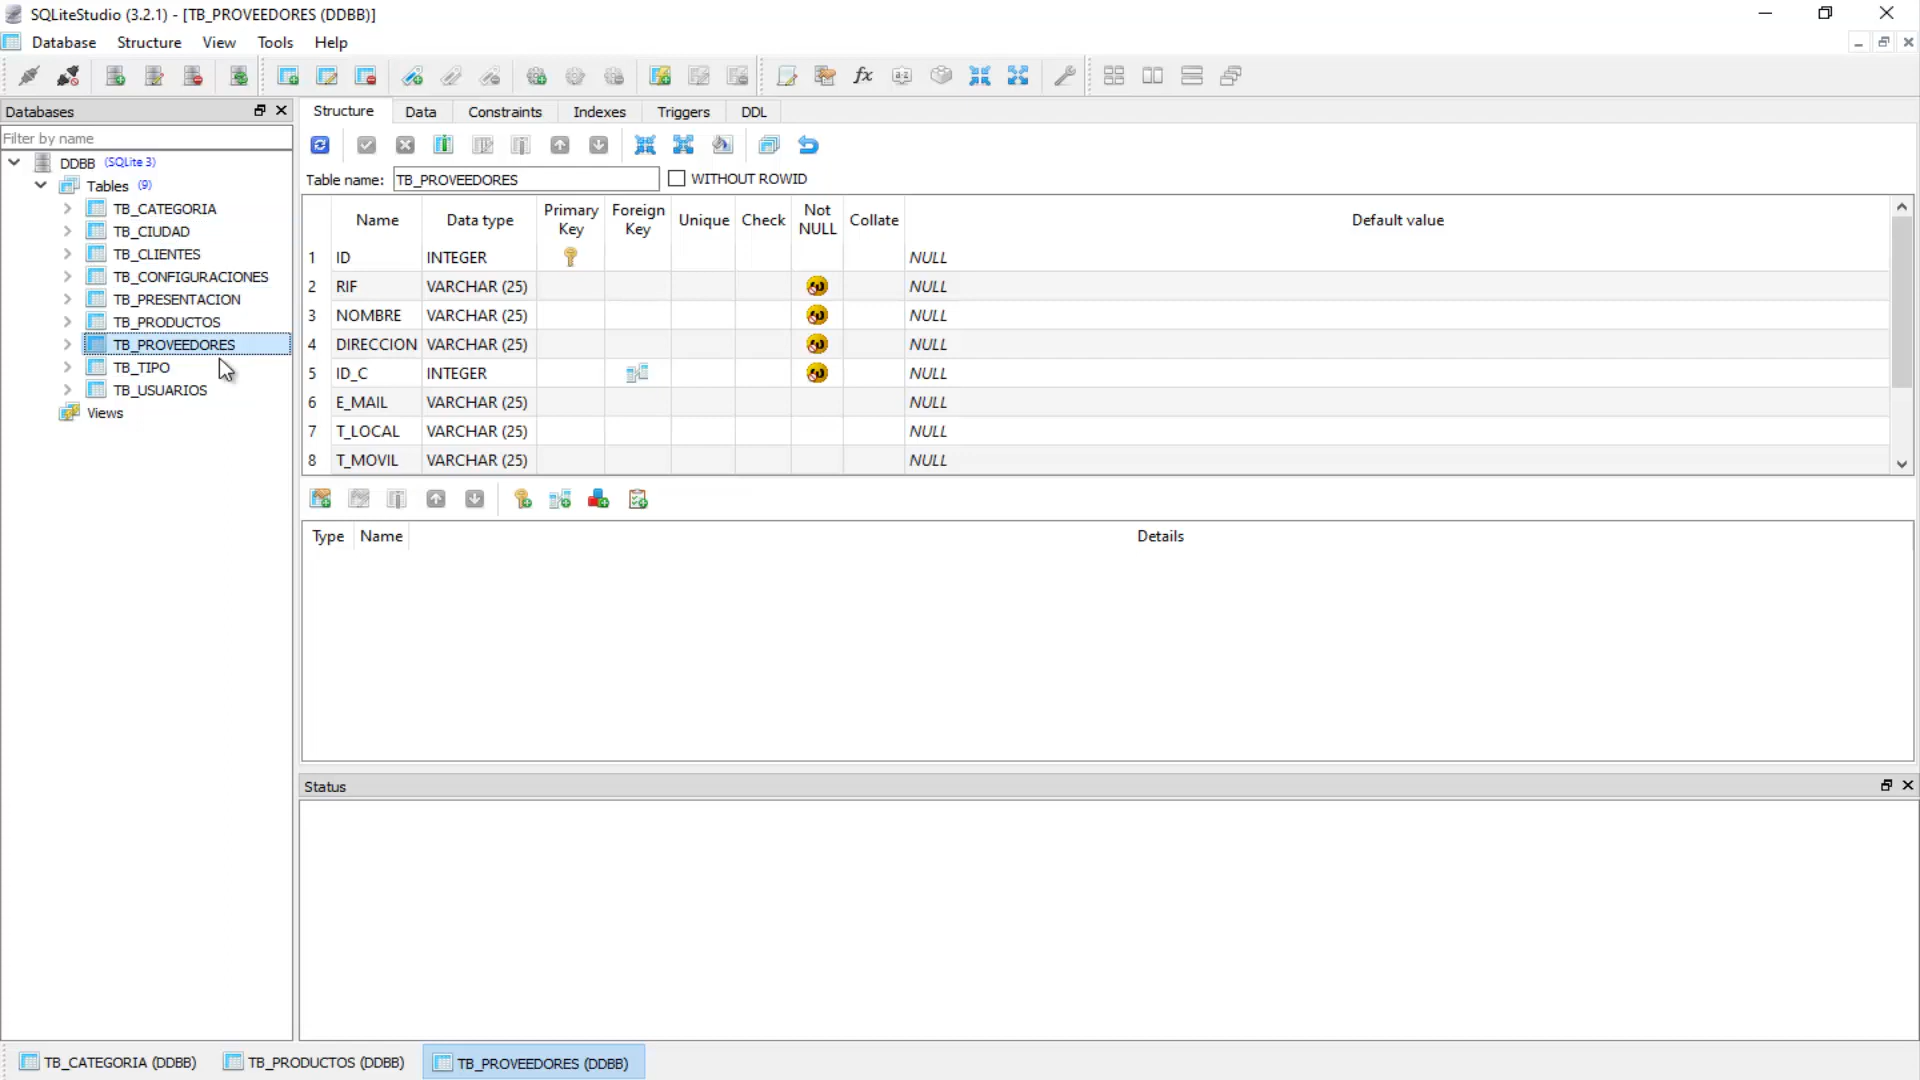 SQLiteStudio (3.2.1) - [TB_PROVEEDORES (DDBB)]
Database Structure View Tools Help
Databases
Filter by name
DDBB (SQLite 3)
Tables (9)
TB_CATEGORIA
TB_CIUDAD
TB_CLIENTES
TB_CONFIGURACIONES
TB_PRESENTACION
TB_PRODUCTOS
TB_PROVEEDORES
TB_TIPO
TB_USUARIOS
Views
Structure Data Constraints Indexes Triggers DDL
Table name: TB_PROVEEDORES WITHOUT ROWID
Name Data type Primary Key Foreign Key Unique Check Not NULL Collate Default value
1 ID INTEGER NULL
2 RIF VARCHAR (25) NULL
3 NOMBRE VARCHAR (25) NULL
4 DIRECCION VARCHAR (25) NULL
5 ID_C INTEGER NULL
6 E_MAIL VARCHAR (25) NULL
7 T_LOCAL VARCHAR (25) NULL
8 T_MOVIL VARCHAR (25) NULL
Type Name Details
Status
TB_CATEGORIA (DDBB) TB_PRODUCTOS (DDBB) TB_PROVEEDORES (DDBB)